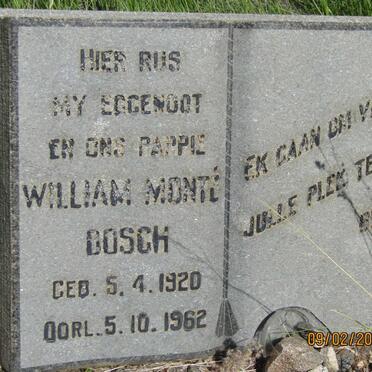 HIER RUS
MY EGGENOOT
EN ONS PAPPIE
WILLIAM MONTÉ
BOSCH
GEB. 5. 4. 1920
OORL. 5. 10. 1962
EK GAAN OM
JULLE PLEK
09/02/20